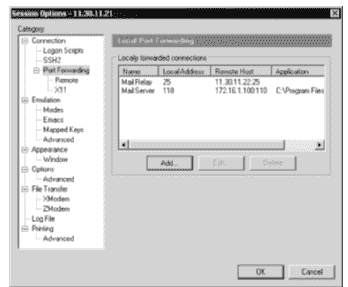 Session Options - 11.30.11.21
Category
Connection
Logon Scripts
SSH2
Port Forwarding
Remote
X11
Emulation
Modes
Emacs
Mapped Keys
Advanced
Appearance
Window
Options
Advanced
File Transfer
XModem
ZModem
Log File
Printing
Advanced
Local Port Forwarding
Locally forwarded connections
Name Local Address Remote Host Application
Mail Relay 25 11.30.11.22:25
Mail Server 110 172.16.1.100:110 C:\Program Files
Add... Edit... Delete
OK Cancel